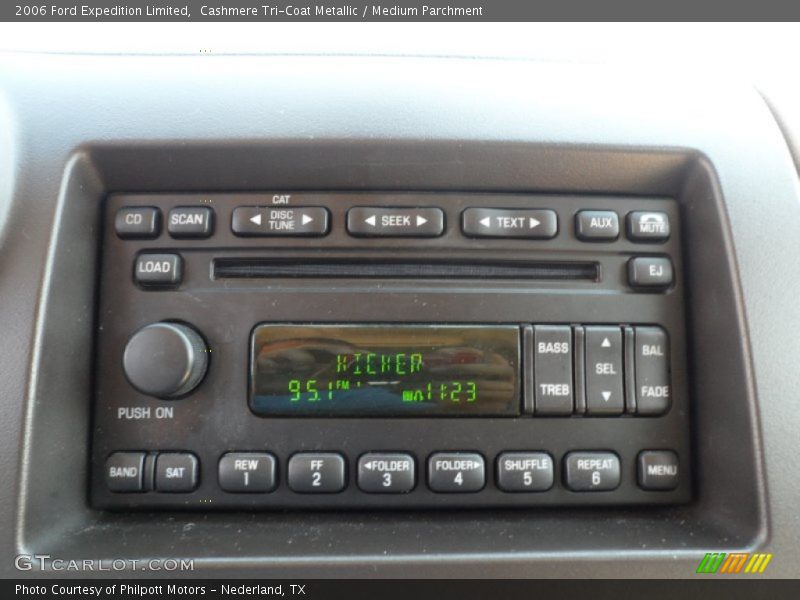 2006 Ford Expedition Limited,  Cashmere Tri-Coat Metallic / Medium Parchment
CAT
CD SCAN DISC TUNE SEEK TEXT AUX MUTE
LOAD EJ
KICKER
95.1 FM 1 11:23
BASS TREB SEL BAL FADE
PUSH ON
BAND SAT REW 1 FF 2 FOLDER 3 FOLDER 4 SHUFFLE 5 REPEAT 6 MENU
GTCARLOT.COM
Photo Courtesy of Philpott Motors - Nederland, TX